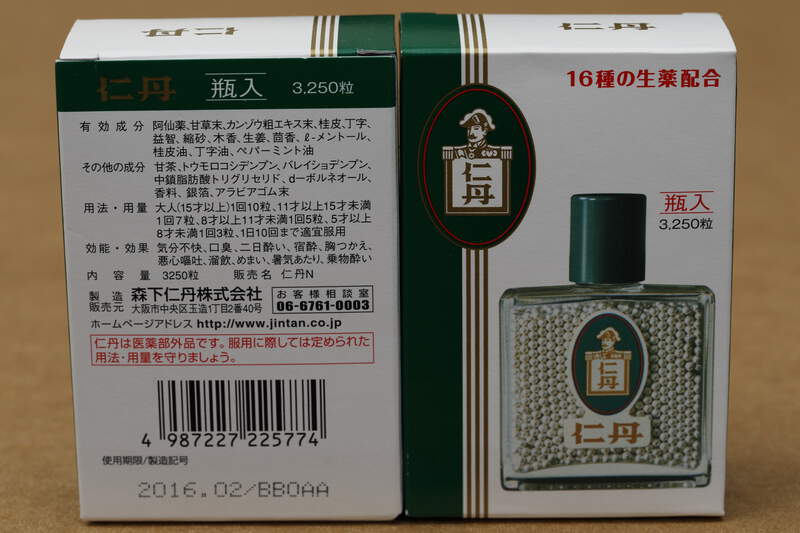 仁丹
仁丹 瓶入 3,250粒
有効成分 阿仙薬、甘草末、カンゾウ粗エキス末、桂皮、丁字、
益智、縮砂、木香、生姜、茴香、ℓ-メントール、
桂皮油、丁字油、ペパーミント油
その他の成分 甘茶、トウモロコシデンプン、バレイショデンプン、
中鎖脂肪酸トリグリセリド、d-ボルネオール、
香料、銀箔、アラビアゴム末
用法・用量 大人(15才以上)1回10粒、11才以上15才未満
1回7粒、8才以上11才未満1回5粒、5才以上
8才未満1回3粒、1日10回まで適宜服用
効能・効果 気分不快、口臭、二日酔い、宿酔、胸つかえ、
悪心嘔吐、溜飲、めまい、暑気あたり、乗物酔い
内容量 3250粒 販売名 仁丹N
製造販売元 森下仁丹株式会社
大阪市中央区玉造1丁目2番40号
お客様相談室
06-6761-0003
ホームページアドレス http://www.jintan.co.jp
仁丹は医薬部外品です。服用に際しては定められた
用法・用量を守りましょう。
4 987227 225774
使用期限/製造記号
2016.02/BB0AA
仁丹
16種の生薬配合
仁丹
瓶入
3,250粒
仁丹
仁丹